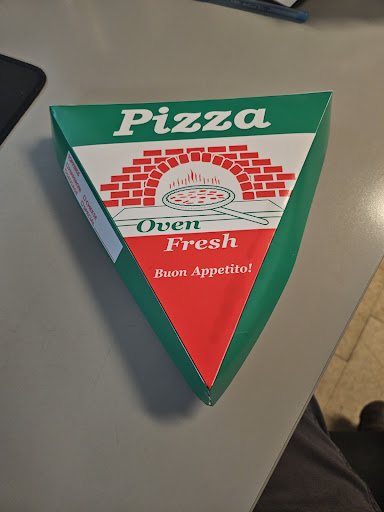 Pizza
Oven
Fresh
Buon Appetito!